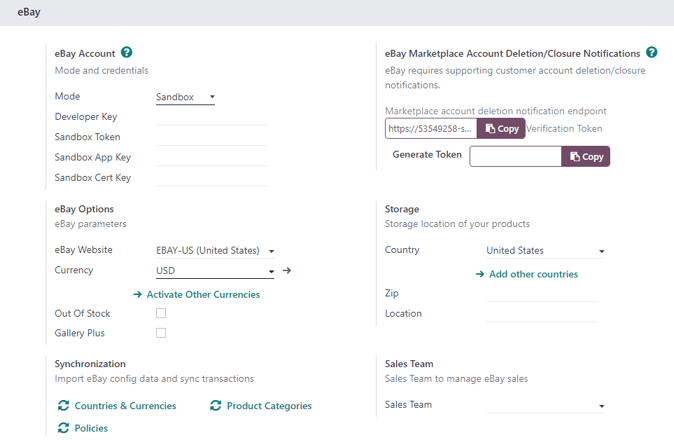 eBay
eBay Account ?
Mode and credentials
Mode Sandbox
Developer Key
Sandbox Token
Sandbox App Key
Sandbox Cert Key
eBay Marketplace Account Deletion/Closure Notifications ?
eBay requires supporting customer account deletion/closure
notifications.
Marketplace account deletion notification endpoint
https://53549258-s... Copy Verification Token
Generate Token Copy
eBay Options
eBay parameters
eBay Website EBAY-US (United States)
Currency USD
Activate Other Currencies
Out Of Stock
Gallery Plus
Storage
Storage location of your products
Country United States
Add other countries
Zip
Location
Synchronization
Import eBay config data and sync transactions
Countries & Currencies Product Categories
Policies
Sales Team
Sales Team to manage eBay sales
Sales Team